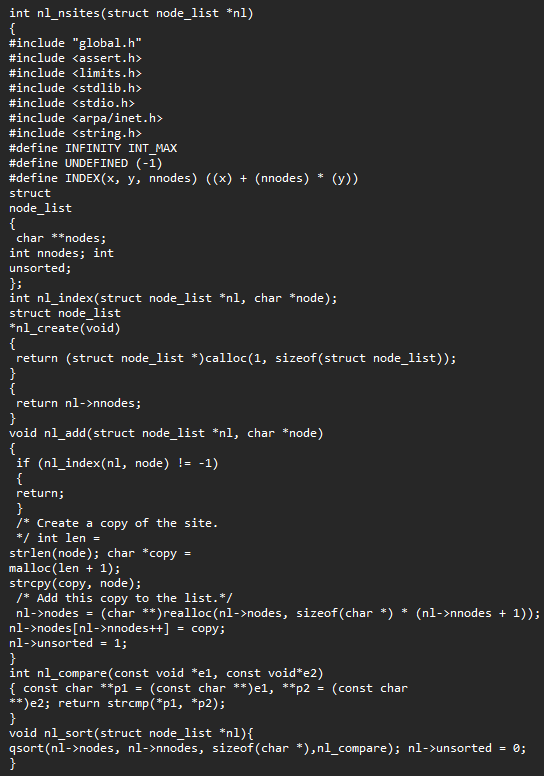 int nl_nsites(struct node_list *nl)
{
#include "global.h"
#include <assert.h>
#include <limits.h>
#include <stdlib.h>
#include <stdio.h>
#include <arpa/inet.h>
#include <string.h>
#define INFINITY INT_MAX
#define UNDEFINED (-1)
#define INDEX(x, y, nnodes) ((x) + (nnodes) * (y))
struct
node_list
{
 char **nodes;
int nnodes; int
unsorted;
};
int nl_index(struct node_list *nl, char *node);
struct node_list
*nl_create(void)
{
 return (struct node_list *)calloc(1, sizeof(struct node_list));
}
{
 return nl->nnodes;
}
void nl_add(struct node_list *nl, char *node)
{
 if (nl_index(nl, node) != -1)
 {
 return;
 }
 /* Create a copy of the site.
 */ int len =
strlen(node); char *copy =
malloc(len + 1);
strcpy(copy, node);
 /* Add this copy to the list.*/
 nl->nodes = (char **)realloc(nl->nodes, sizeof(char *) * (nl->nnodes + 1));
nl->nodes[nl->nnodes++] = copy;
nl->unsorted = 1;
}
int nl_compare(const void *e1, const void*e2)
{ const char **p1 = (const char **)e1, **p2 = (const char
**)e2; return strcmp(*p1, *p2);
}
void nl_sort(struct node_list *nl){
qsort(nl->nodes, nl->nnodes, sizeof(char *),nl_compare); nl->unsorted = 0;
}